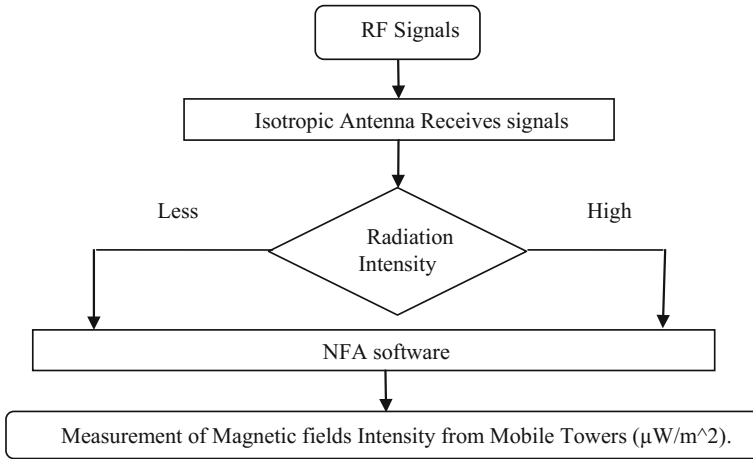 RF Signals
Isotropic Antenna Receives signals
Less
High
Radiation
Intensity
NFA software
Measurement of Magnetic fields Intensity from Mobile Towers (µW/m^2).